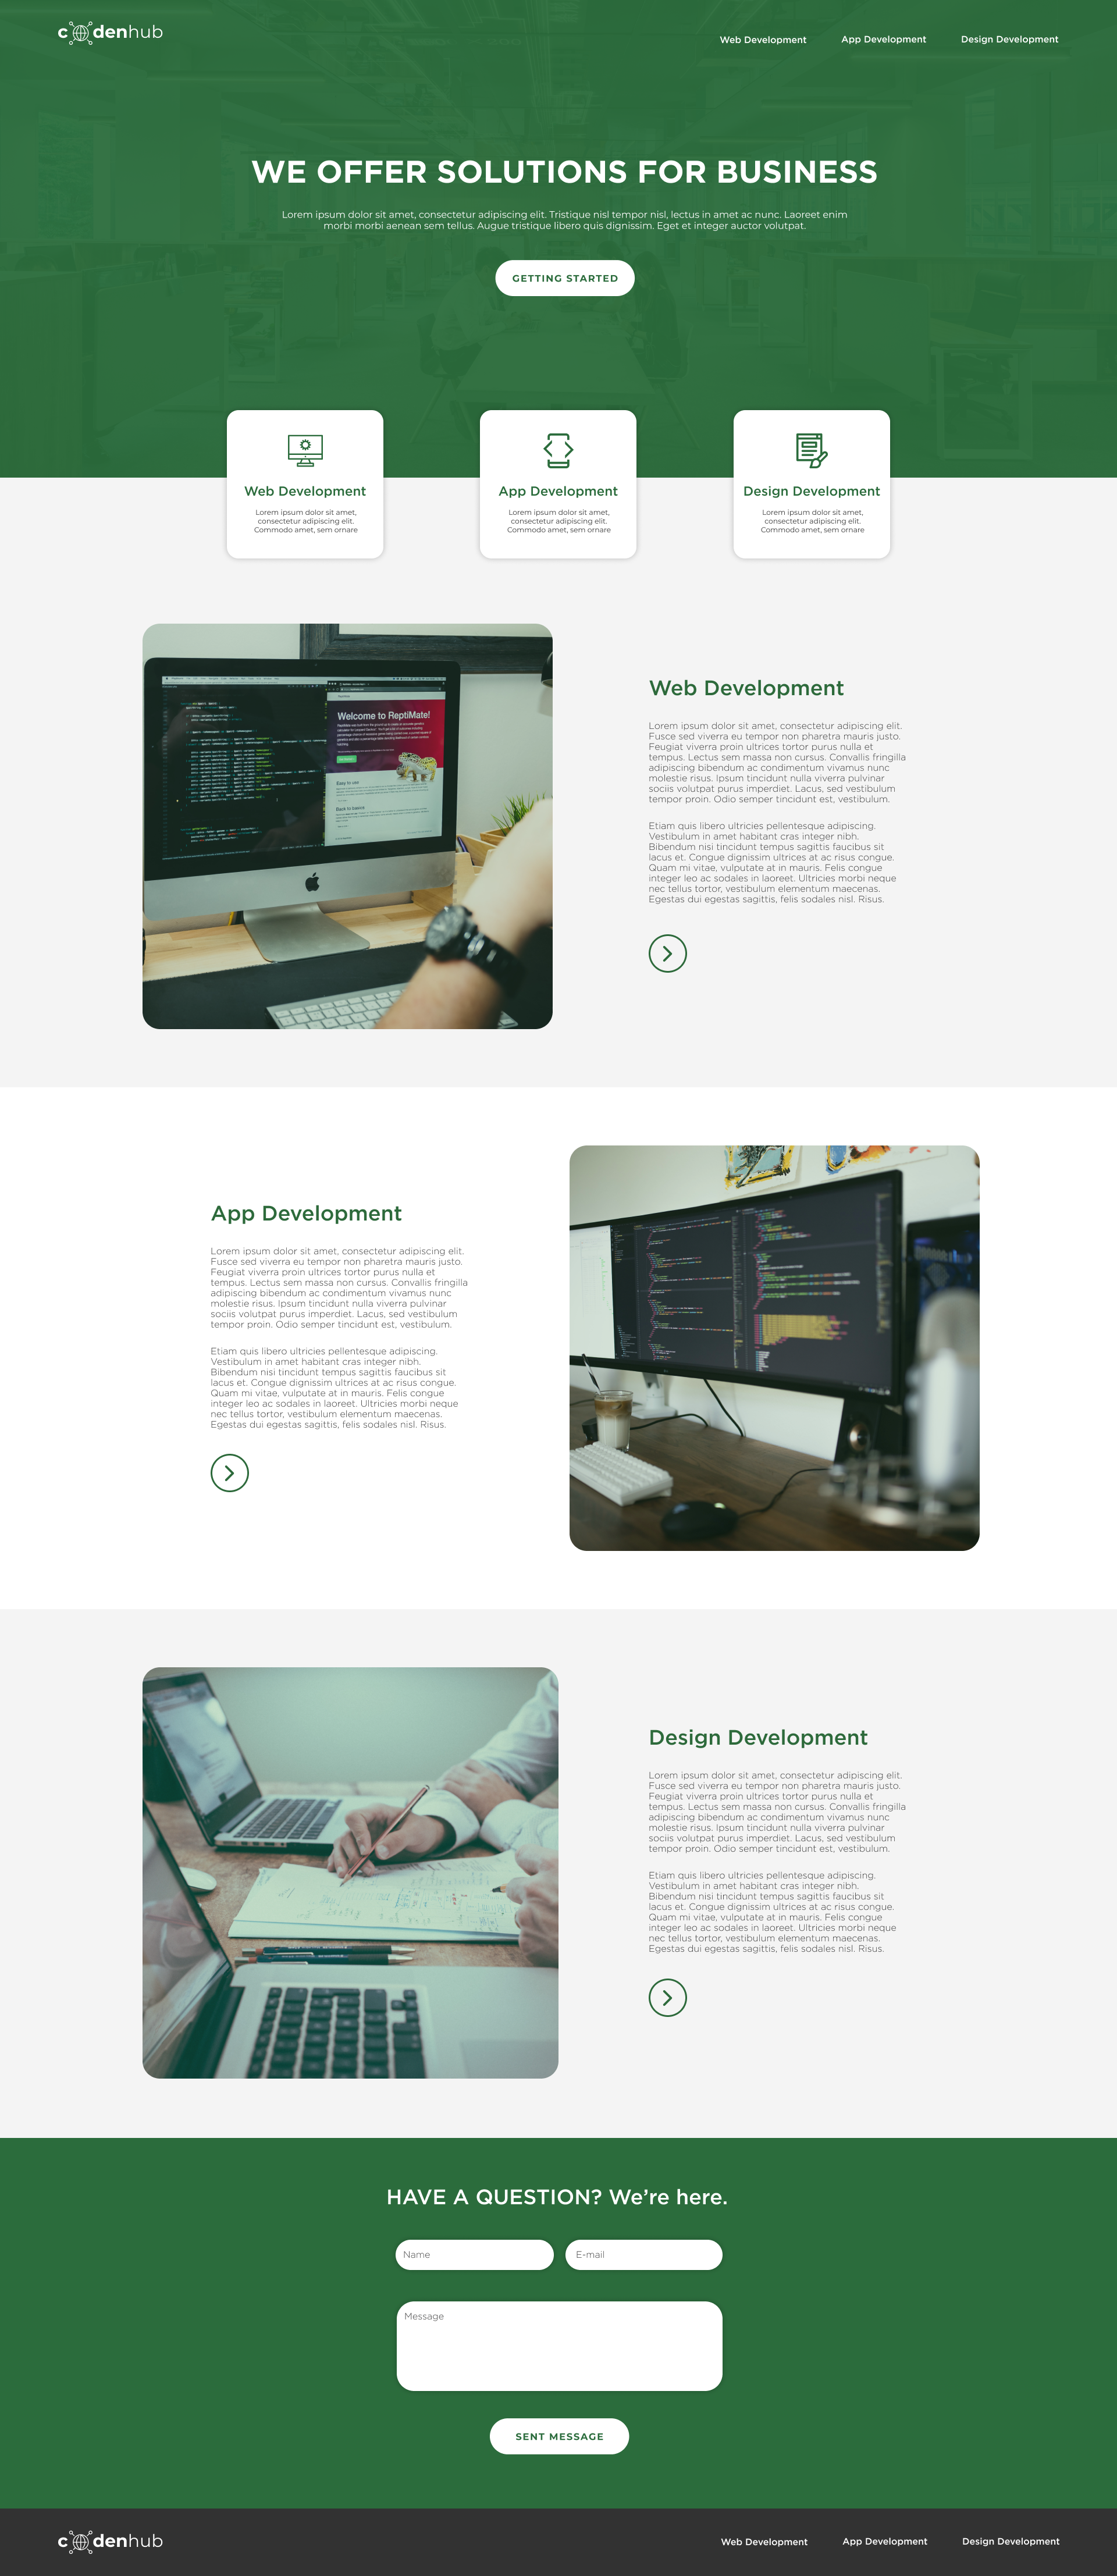 codenhub
Web Development
App Development
Design Development
WE OFFER SOLUTIONS FOR BUSINESS
Lorem ipsum dolor sit amet, consectetur adipiscing elit. Tristique nisl tempor nisl, lectus in amet ac nunc. Laoreet enim
morbi morbi aenean sem tellus. Augue tristique libero quis dignissim. Eget et integer auctor volutpat.
GETTING STARTED
Web Development
Lorem ipsum dolor sit amet,
consectetur adipiscing elit.
Commodo amet, sem ornare
App Development
Lorem ipsum dolor sit amet,
consectetur adipiscing elit.
Commodo amet, sem ornare
Design Development
Lorem ipsum dolor sit amet,
consectetur adipiscing elit.
Commodo amet, sem ornare
Welcome to ReptiMate!
Easy to use
Back to basics
Web Development
Lorem ipsum dolor sit amet, consectetur adipiscing elit.
Fusce sed viverra eu tempor non pharetra mauris justo.
Feugiat viverra proin ultrices tortor purus nulla et
tempus. Lectus sem massa non cursus. Convallis fringilla
adipiscing bibendum ac condimentum vivamus nunc
molestie risus. Ipsum tincidunt nulla viverra pulvinar
sociis volutpat purus imperdiet. Lacus, sed vestibulum
tempor proin. Odio semper tincidunt est, vestibulum.
Etiam quis libero ultricies pellentesque adipiscing.
Vestibulum in amet habitant cras integer nibh.
Bibendum nisi tincidunt tempus sagittis faucibus sit
lacus et. Congue dignissim ultrices at ac risus congue.
Quam mi vitae, vulputate at in mauris. Felis congue
integer leo ac sodales in laoreet. Ultricies morbi neque
nec tellus tortor, vestibulum elementum maecenas.
Egestas dui egestas sagittis, felis sodales nisl. Risus.
App Development
Lorem ipsum dolor sit amet, consectetur adipiscing elit.
Fusce sed viverra eu tempor non pharetra mauris justo.
Feugiat viverra proin ultrices tortor purus nulla et
tempus. Lectus sem massa non cursus. Convallis fringilla
adipiscing bibendum ac condimentum vivamus nunc
molestie risus. Ipsum tincidunt nulla viverra pulvinar
sociis volutpat purus imperdiet. Lacus, sed vestibulum
tempor proin. Odio semper tincidunt est, vestibulum.
Etiam quis libero ultricies pellentesque adipiscing.
Vestibulum in amet habitant cras integer nibh.
Bibendum nisi tincidunt tempus sagittis faucibus sit
lacus et. Congue dignissim ultrices at ac risus congue.
Quam mi vitae, vulputate at in mauris. Felis congue
integer leo ac sodales in laoreet. Ultricies morbi neque
nec tellus tortor, vestibulum elementum maecenas.
Egestas dui egestas sagittis, felis sodales nisl. Risus.
Design Development
Lorem ipsum dolor sit amet, consectetur adipiscing elit.
Fusce sed viverra eu tempor non pharetra mauris justo.
Feugiat viverra proin ultrices tortor purus nulla et
tempus. Lectus sem massa non cursus. Convallis fringilla
adipiscing bibendum ac condimentum vivamus nunc
molestie risus. Ipsum tincidunt nulla viverra pulvinar
sociis volutpat purus imperdiet. Lacus, sed vestibulum
tempor proin. Odio semper tincidunt est, vestibulum.
Etiam quis libero ultricies pellentesque adipiscing.
Vestibulum in amet habitant cras integer nibh.
Bibendum nisi tincidunt tempus sagittis faucibus sit
lacus et. Congue dignissim ultrices at ac risus congue.
Quam mi vitae, vulputate at in mauris. Felis congue
integer leo ac sodales in laoreet. Ultricies morbi neque
nec tellus tortor, vestibulum elementum maecenas.
Egestas dui egestas sagittis, felis sodales nisl. Risus.
HAVE A QUESTION? We’re here.
Name
E-mail
Message
SENT MESSAGE
codenhub
Web Development
App Development
Design Development